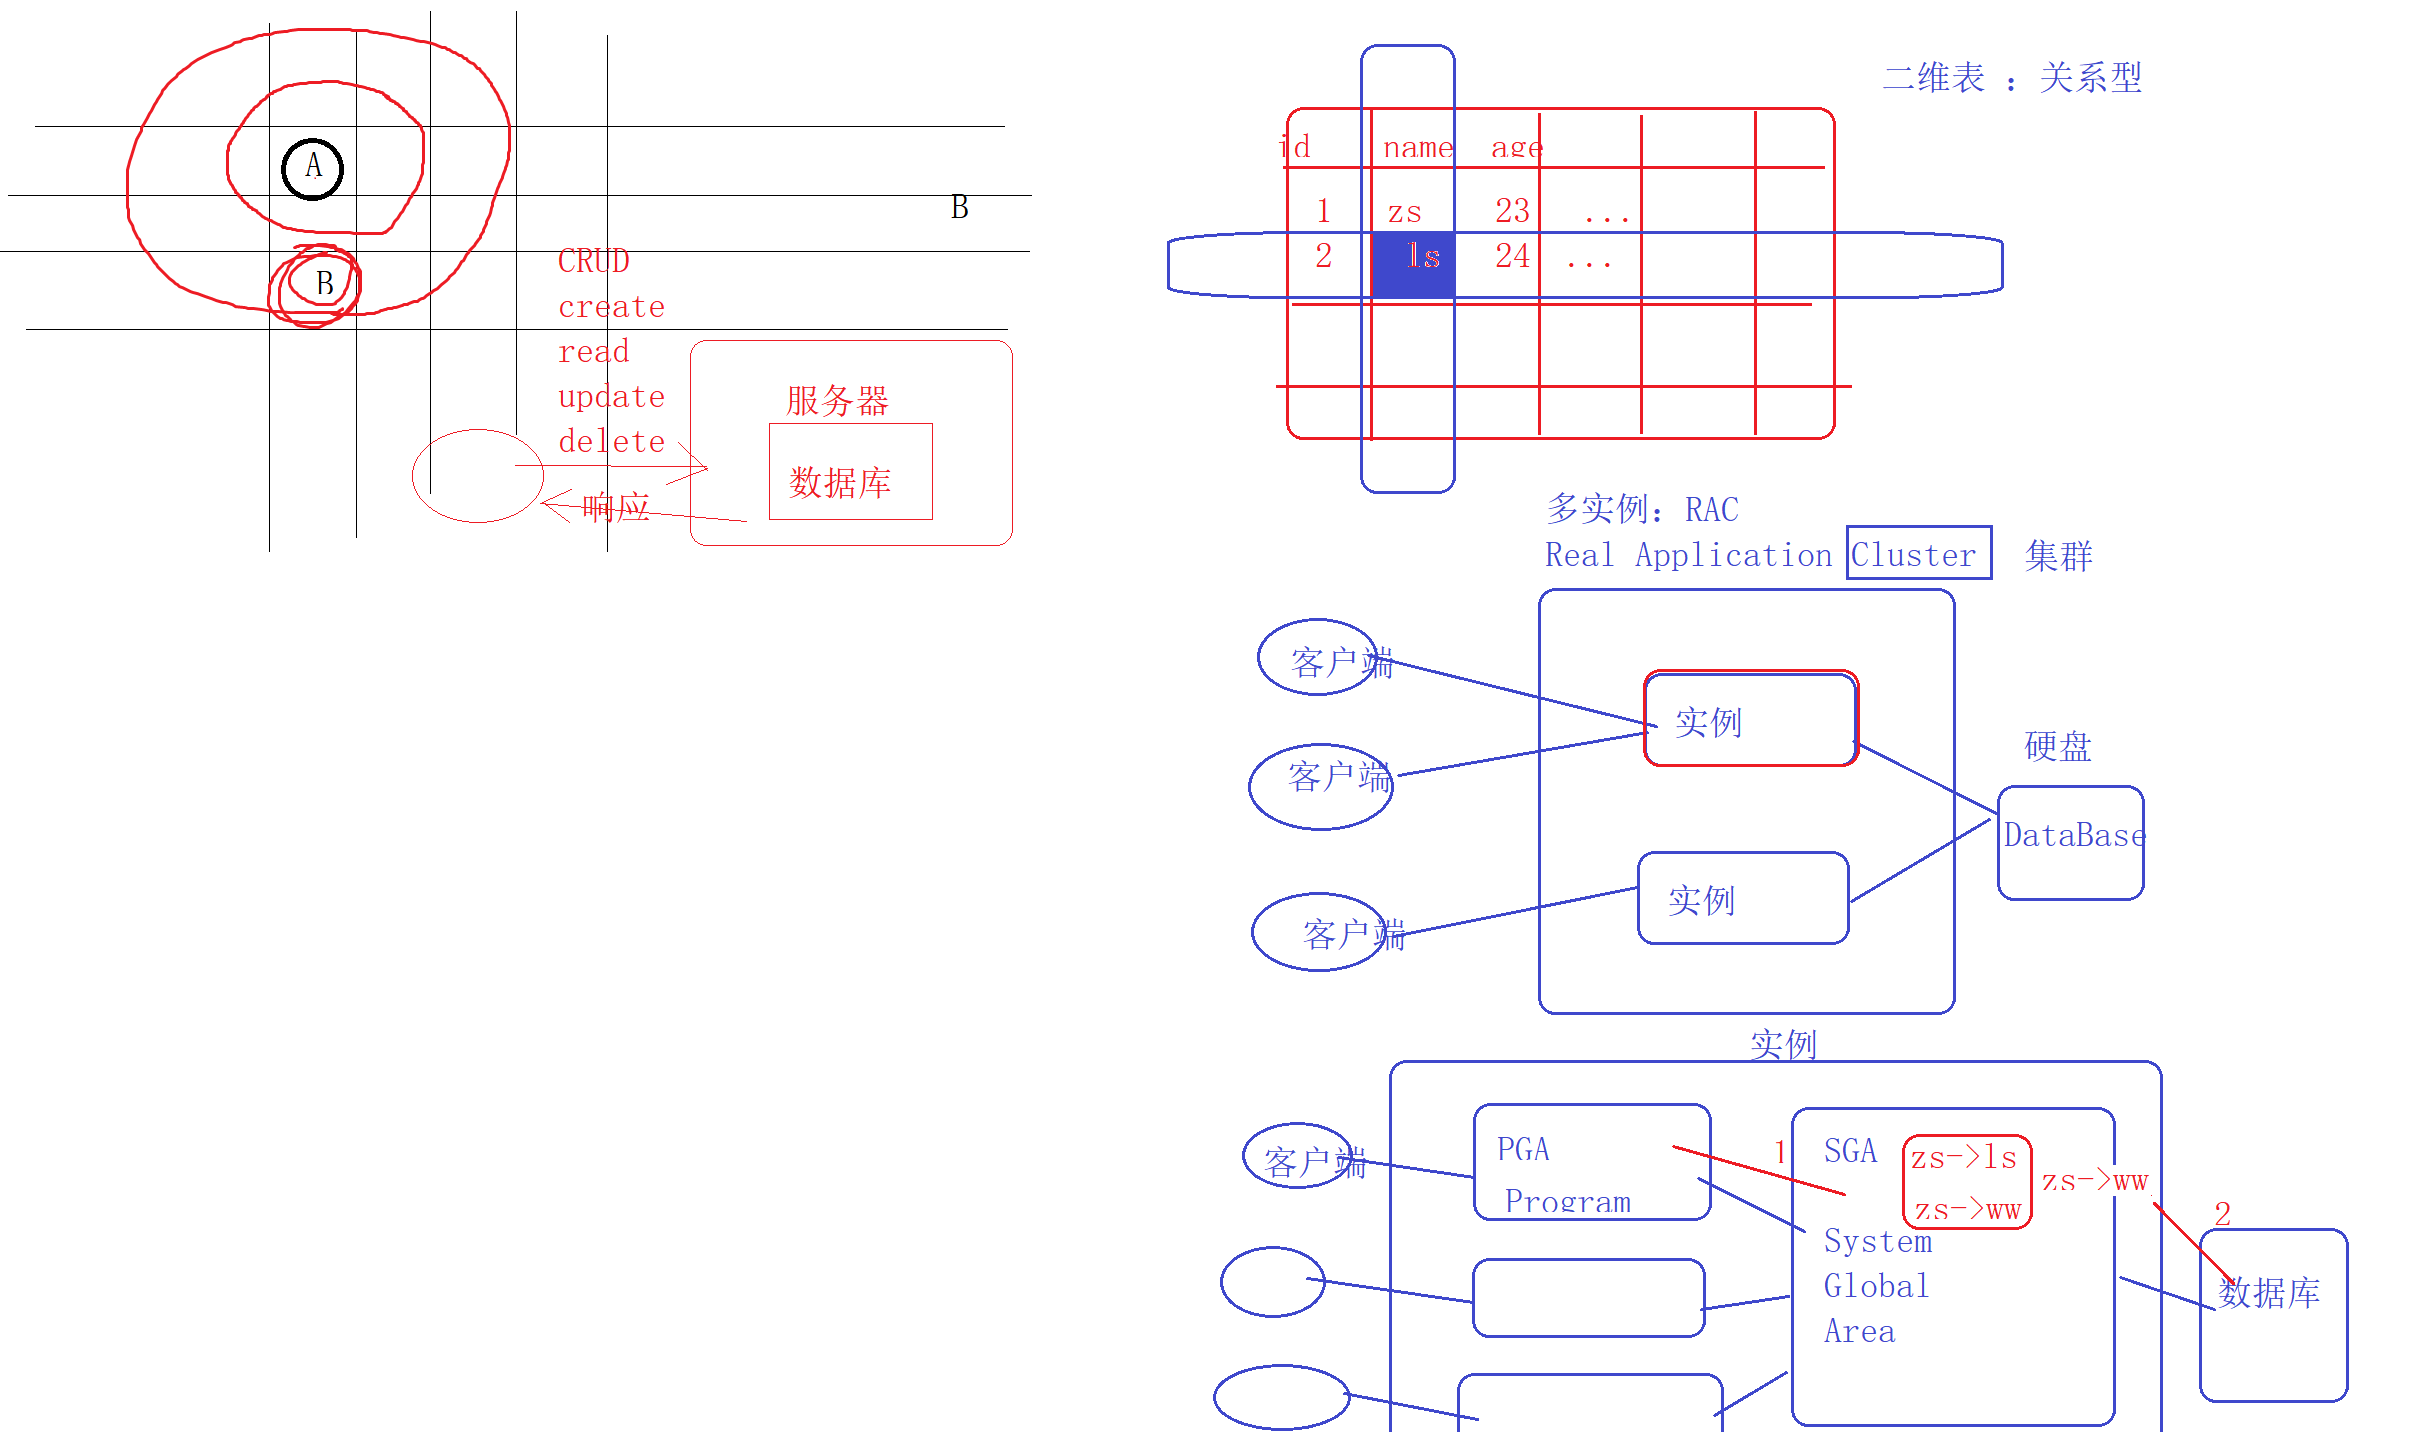 A
B
B
CRUD
create
read
update
delete
响应
服务器
数据库
二维表 ：关系型
id name age
1 zs 23 ...
2 ls 24 ...
多实例：RAC
Real Application Cluster 集群
客户端
客户端
客户端
实例
实例
硬盘
DataBase
实例
客户端
PGA
Program
1
SGA
zs->ls
zs->ww
zs->ww
System
Global
Area
2
数据库